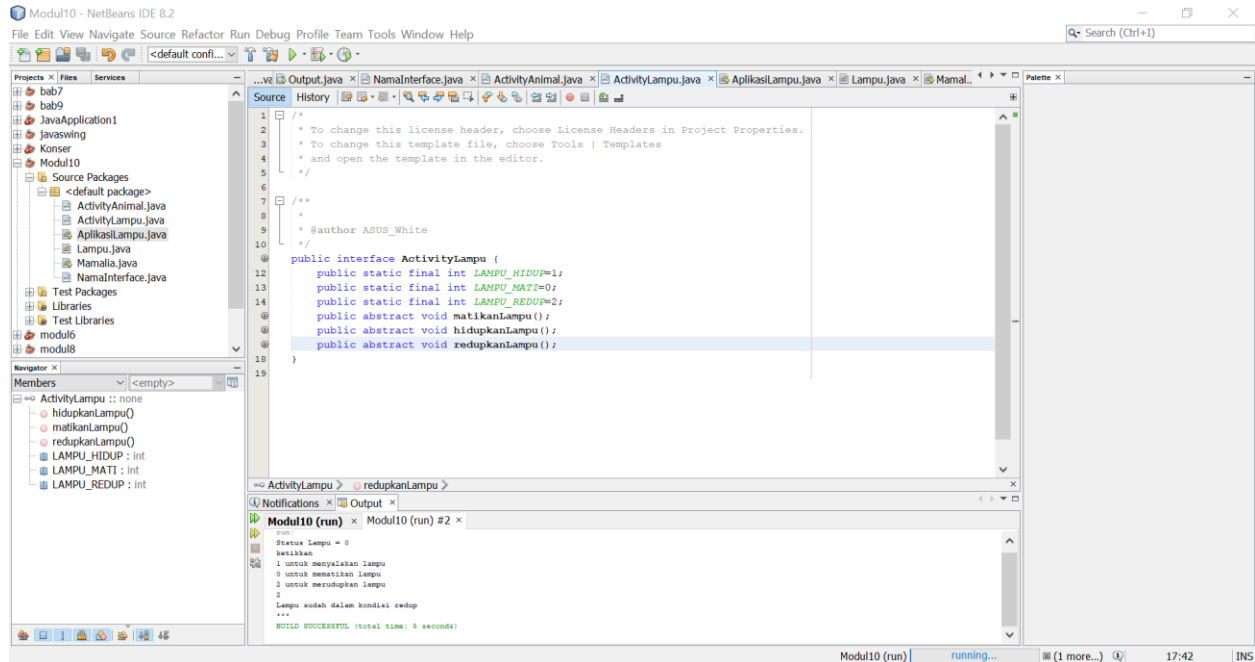 Modul10 - NetBeans IDE 8.2
File Edit View Navigate Source Refactor Run Debug Profile Team Tools Window Help
Search (Ctrl+I)
<default confi...
Projects Files Services
bab7
bab9
JavaApplication1
javaswing
Konser
Modul10
Source Packages
<default package>
ActivityAnimal.java
ActivityLampu.java
AplikasiLampu.java
Lampu.java
Mamalia.java
NamaInterface.java
Test Packages
Libraries
Test Libraries
modul6
modul8
Navigator
Members <empty>
ActivityLampu :: none
hidupkanLampu()
matikanLampu()
redupkanLampu()
LAMPU_HIDUP : int
LAMPU_MATI : int
LAMPU_REDUP : int
...va Output.java NamaInterface.java ActivityAnimal.java ActivityLampu.java AplikasiLampu.java Lampu.java Mamal..
Source History
1 /*
2 * To change this license header, choose License Headers in Project Properties.
3 * To change this template file, choose Tools | Templates
4 * and open the template in the editor.
5 */
6
7 /**
8 *
9 * @author ASUS_White
10 */
public interface ActivityLampu {
12 public static final int LAMPU_HIDUP=1;
13 public static final int LAMPU_MATI=0;
14 public static final int LAMPU_REDUP=2;
public abstract void matikanLampu();
public abstract void hidupkanLampu();
public abstract void redupkanLampu();
18 }
19
ActivityLampu redupkanLampu
Palette
Notifications Output
Modul10 (run) Modul10 (run) #2
run:
Status Lampu = 0
ketikkan
1 untuk menyalakan lampu
0 untuk mematikan lampu
2 untuk merudupkan lampu
2
Lampu sudah dalam kondisi redup
***
BUILD SUCCESSFUL (total time: 5 seconds)
Modul10 (run) running... (1 more...) 17:42 INS